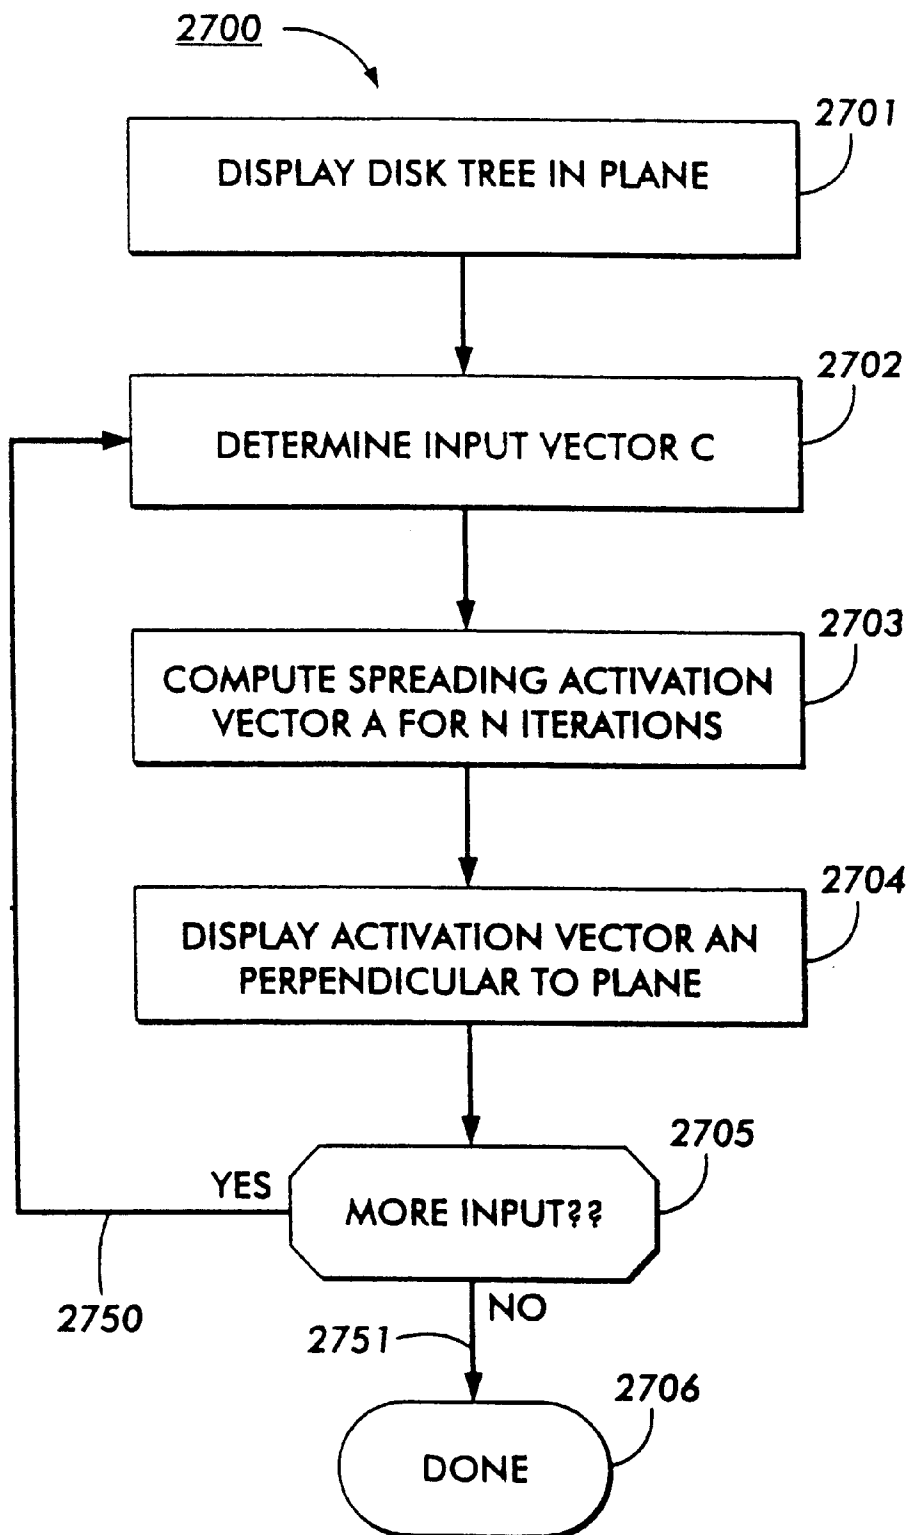 2700
2701
DISPLAY DISK TREE IN PLANE
2702
DETERMINE INPUT VECTOR C
2703
COMPUTE SPREADING ACTIVATION
VECTOR A FOR N ITERATIONS
2704
DISPLAY ACTIVATION VECTOR AN
PERPENDICULAR TO PLANE
2705
YES
MORE INPUT??
2750
NO
2751
2706
DONE